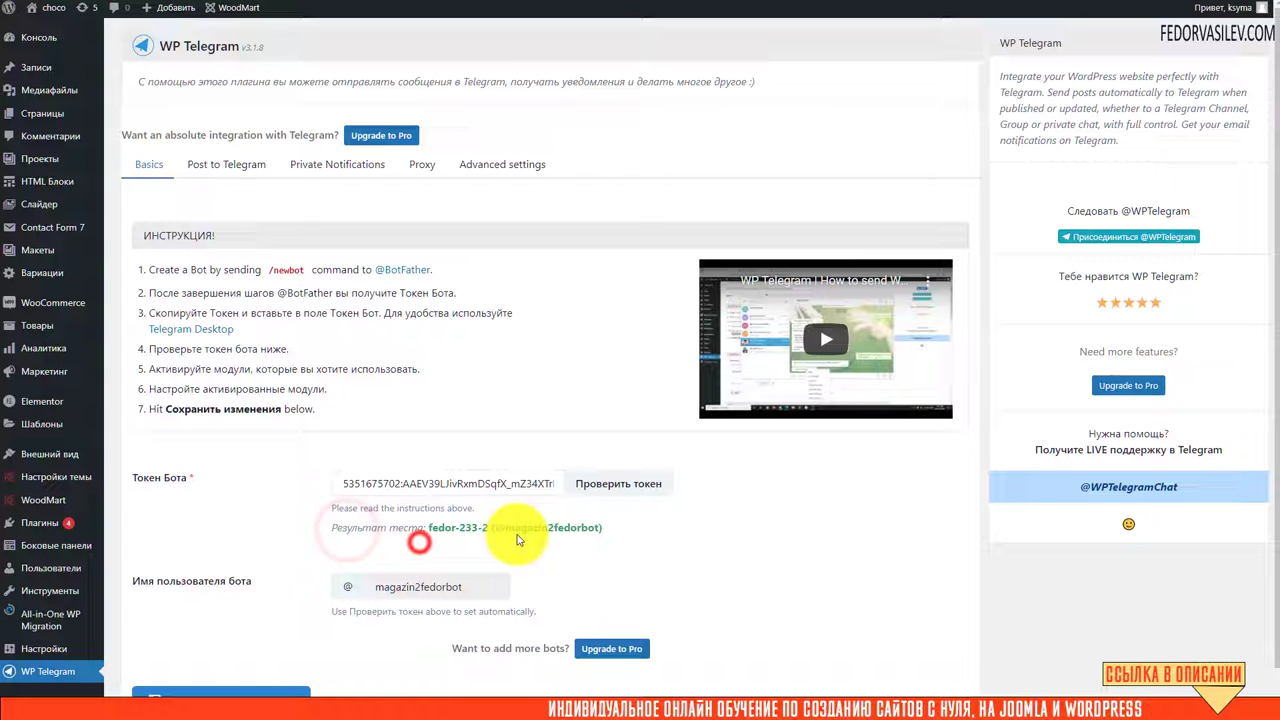 choco
5
0
Добавить
WoodMart
Привет, ksyma
FEDORVASILEV.COM
Консоль
Записи
Медиафайлы
Страницы
Комментарии
Проекты
HTML Блоки
Слайдер
Contact Form 7
Макеты
Вариации
WooCommerce
Товары
Аналитика
Маркетинг
Elementor
Шаблоны
Внешний вид
Настройки темы
WoodMart
Плагины 4
Боковые панели
Пользователи
Инструменты
All-in-One WP
Migration
Настройки
WP Telegram
WP Telegram v3.1.8
С помощью этого плагина вы можете отправлять сообщения в Telegram, получать уведомления и делать многое другое :)
Want an absolute integration with Telegram? Upgrade to Pro
Basics Post to Telegram Private Notifications Proxy Advanced settings
ИНСТРУКЦИЯ!
1. Create a Bot by sending /newbot command to @BotFather.
2. После завершения шагов @BotFather вы получите Токен Бота.
3. Скопируйте Токен и вставьте в поле Токен Бот. Для удобства используйте
Telegram Desktop
4. Проверьте токен бота ниже.
5. Активируйте модули, которые вы хотите использовать.
6. Настройте активированные модули.
7. Hit Сохранить изменения below.
WP Telegram | How to send W...
Токен Бота *
5351675702:AAEV39LJivRxmDSqfX_mZ34XTri
Проверить токен
Please read the instructions above.
Результат теста: fedor-233-2 (@magazin2fedorbot)
Имя пользователя бота
@ magazin2fedorbot
Use Проверить токен above to set automatically.
Want to add more bots? Upgrade to Pro
WP Telegram
Integrate your WordPress website perfectly with
Telegram. Send posts automatically to Telegram when
published or updated, whether to a Telegram Channel,
Group or private chat, with full control. Get your email
notifications on Telegram.
Следовать @WPTelegram
Присоединиться @WPTelegram
Тебе нравится WP Telegram?
Need more features?
Upgrade to Pro
Нужна помощь?
Получите LIVE поддержку в Telegram
@WPTelegramChat
ССЫЛКА В ОПИСАНИИ
ИНДИВИДУАЛЬНОЕ ОНЛАЙН ОБУЧЕНИЕ ПО СОЗДАНИЮ САЙТОВ С НУЛЯ, НА JOOMLA И WORDPRESS